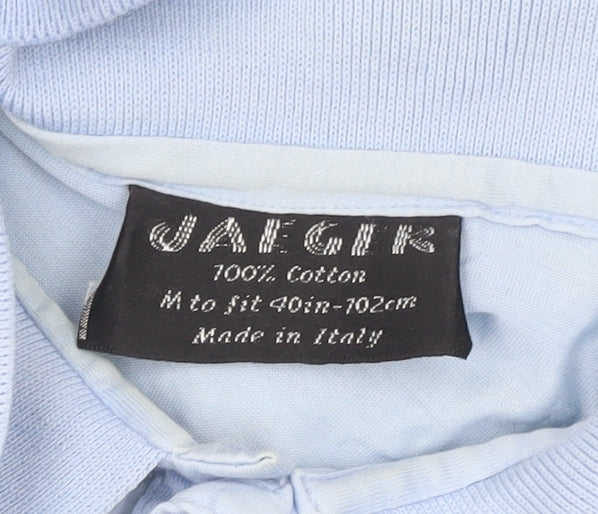 JAEGER
100% Cotton
M to fit 40in-102cm
Made in Italy